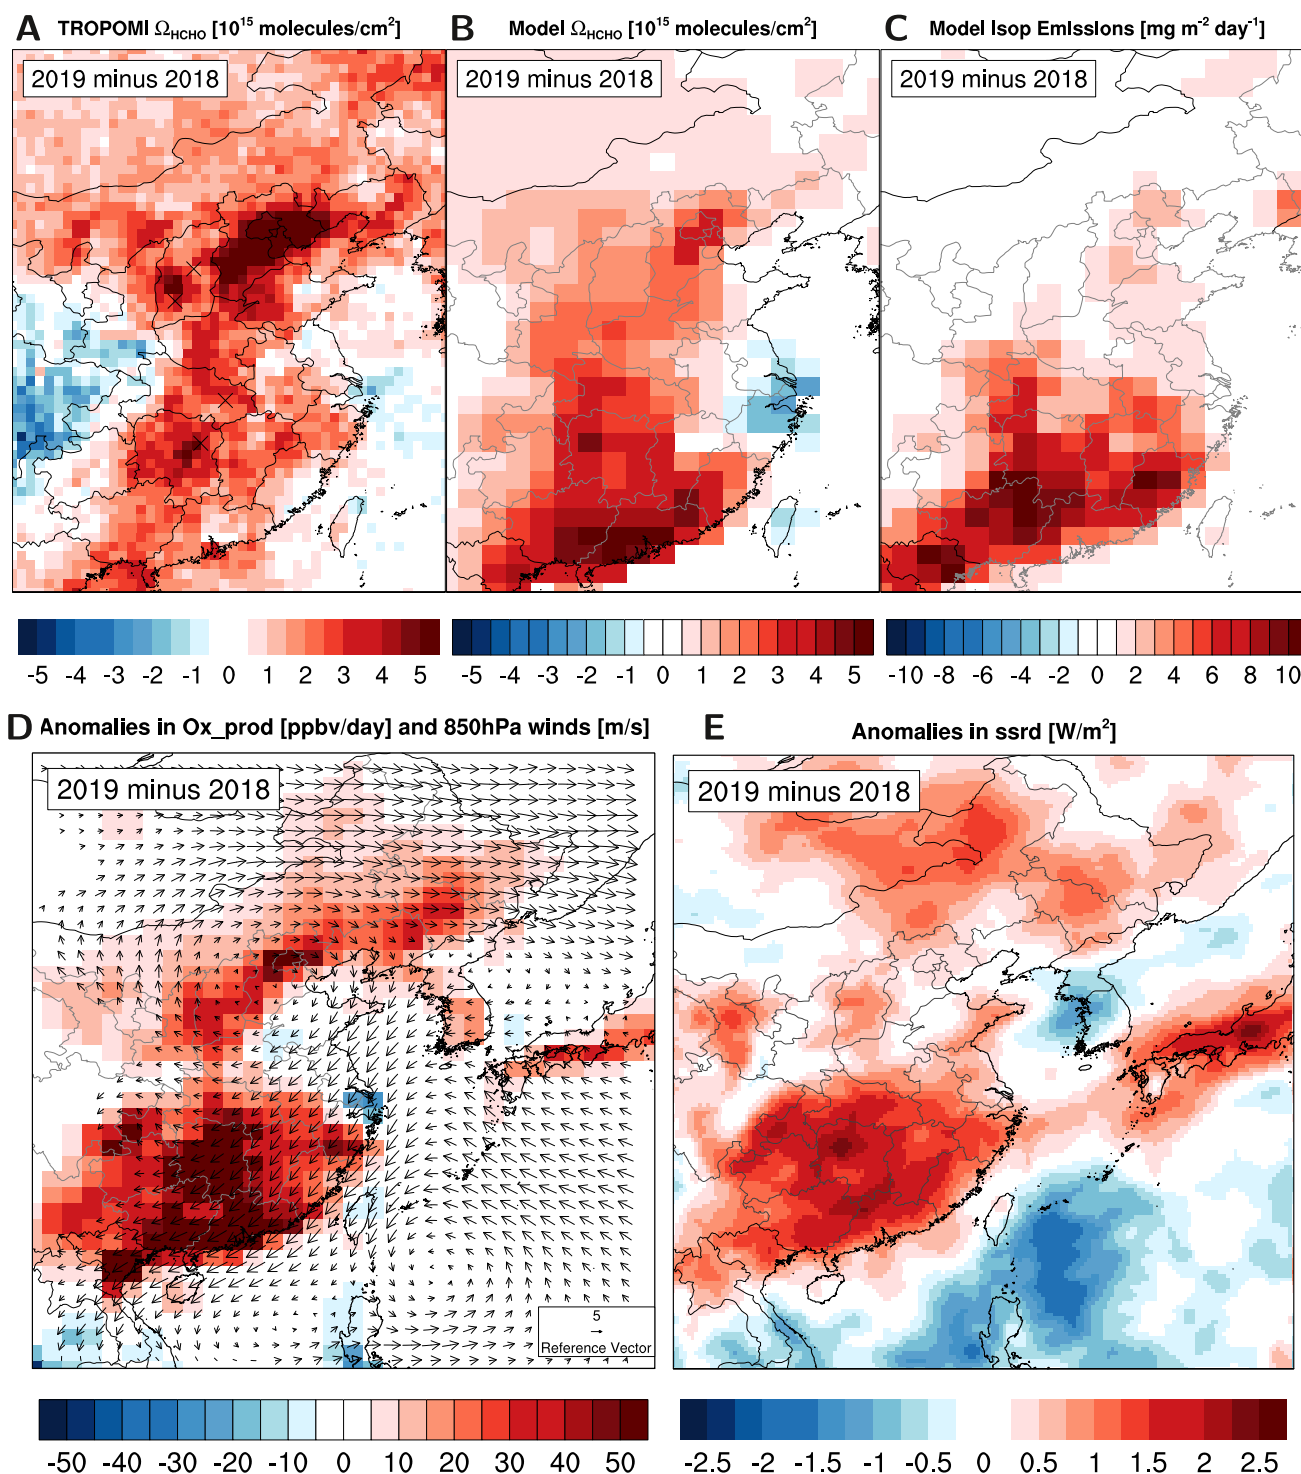 A TROPOMI Ω_HCHO [10^15 molecules/cm^2]
2019 minus 2018
-5 -4 -3 -2 -1 0 1 2 3 4 5
B Model Ω_HCHO [10^15 molecules/cm^2]
2019 minus 2018
-5 -4 -3 -2 -1 0 1 2 3 4 5
C Model Isop EmIssIons [mg m^-2 day^-1]
2019 minus 2018
-10 -8 -6 -4 -2 0 2 4 6 8 10
D Anomalies in Ox_prod [ppbv/day] and 850hPa winds [m/s]
2019 minus 2018
5
Reference Vector
-50 -40 -30 -20 -10 0 10 20 30 40 50
E Anomalies in ssrd [W/m^2]
2019 minus 2018
-2.5 -2 -1.5 -1 -0.5 0 0.5 1 1.5 2 2.5